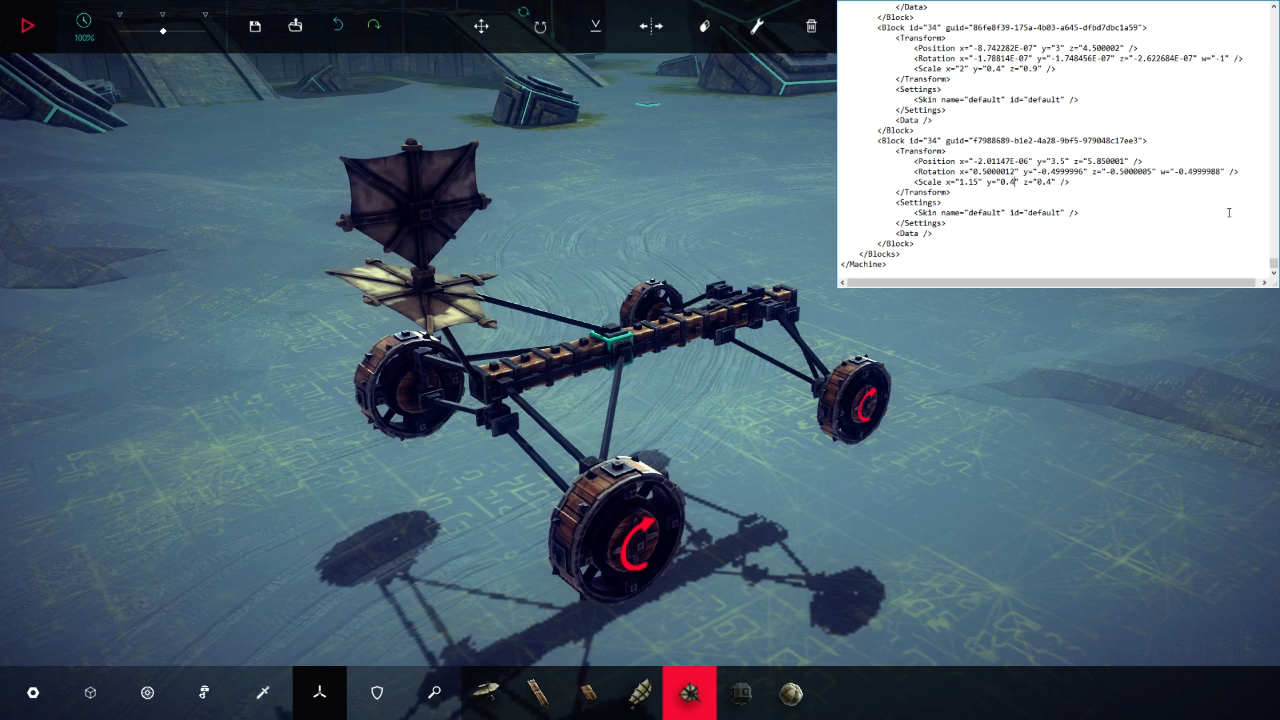 100%
</Data>
</Block>
<Block id="34" guid="86fe8f39-175a-4b03-a645-dfbd7dbc1a59">
<Transform>
<Position x="-8.742282E-07" y="3" z="4.500002" />
<Rotation x="-1.78814E-07" y="-1.748456E-07" z="-2.622684E-07" w="-1" />
<Scale x="2" y="0.4" z="0.9" />
</Transform>
<Settings>
<Skin name="default" id="default" />
</Settings>
<Data />
</Block>
<Block id="34" guid="f7988689-b1e2-4a28-9bf5-979048c17ee3">
<Transform>
<Position x="-2.01147E-06" y="3.5" z="5.850001" />
<Rotation x="0.5000012" y="-0.4999996" z="-0.5000005" w="-0.4999988" />
<Scale x="1.15" y="0.4" z="0.4" />
</Transform>
<Settings>
<Skin name="default" id="default" />
</Settings>
<Data />
</Block>
</Blocks>
</Machine>